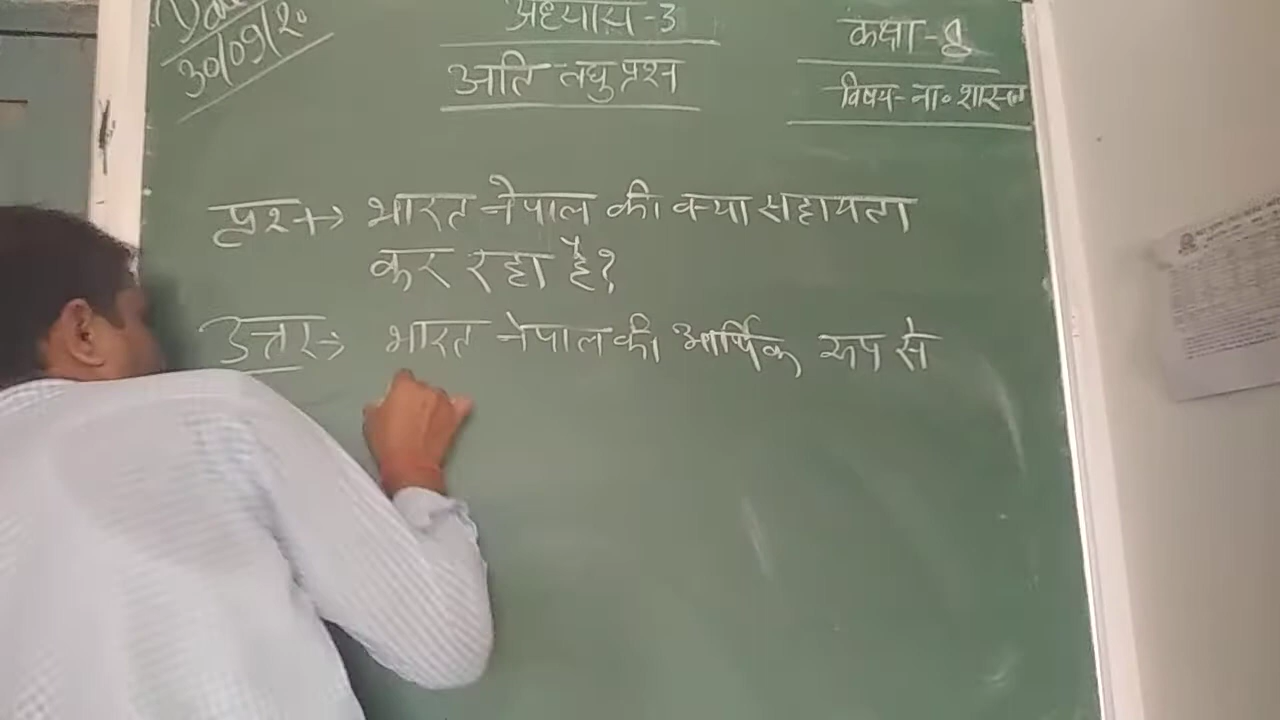 Date
30/09/20
अध्यास-3
अति लघु प्रश्न
कक्षा-8
विषय-ना० शास्त्र
प्रश्न→ भारत नेपाल की क्या सहायता
कर रहा है?
उत्तर→ भारत नेपाल की आर्थिक रूप से